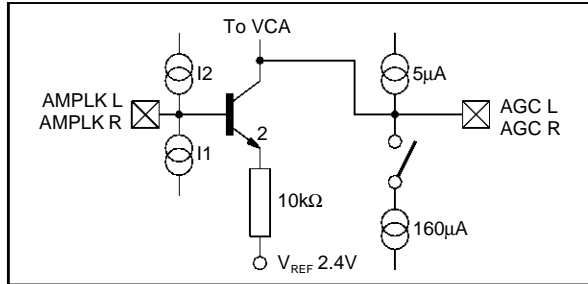 To VCA
I2
5µA
AMPLK L
AMPLK R
AGC L
AGC R
2
I1
10kΩ
160µA
VREF 2.4V